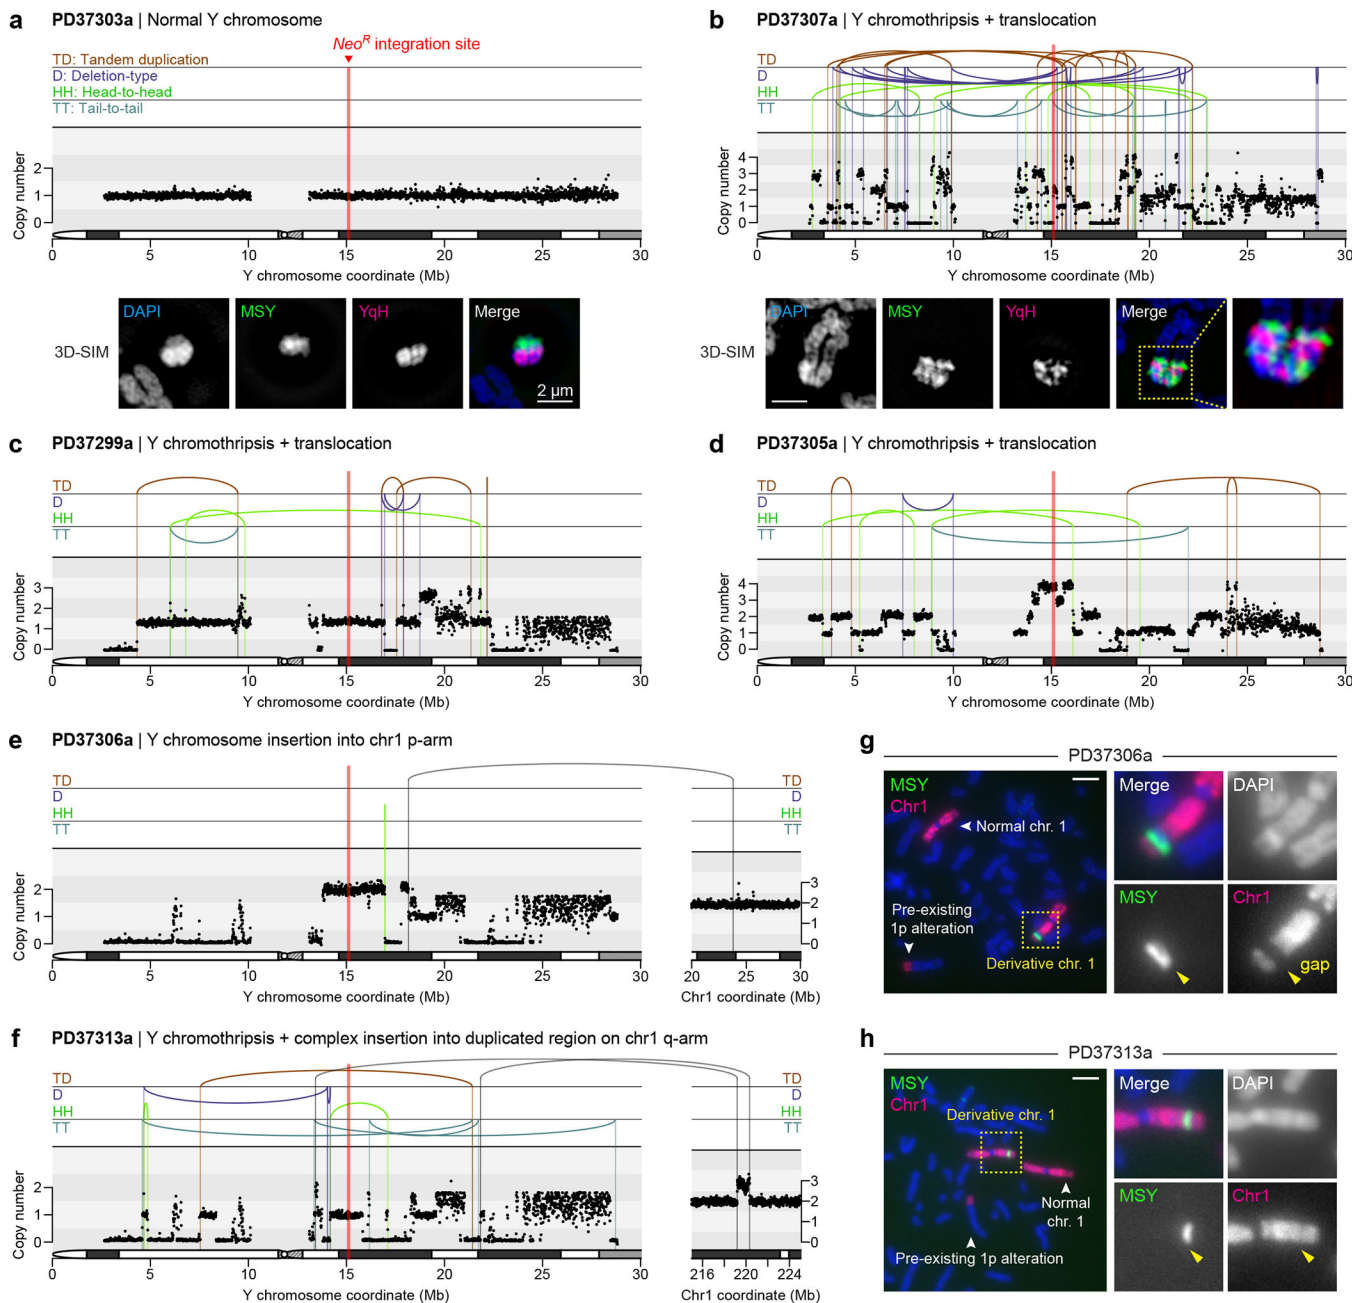 a PD37303a | Normal Y chromosome
Neo^R integration site
TD: Tandem duplication
D: Deletion-type
HH: Head-to-head
TT: Tail-to-tail
Copy number
2
1
0
0 5 10 15 20 25 30
Y chromosome coordinate (Mb)
3D-SIM
DAPI MSY YqH Merge
2 µm
b PD37307a | Y chromothripsis + translocation
TD
D
HH
TT
Copy number
4
3
2
1
0
0 5 10 15 20 25 30
Y chromosome coordinate (Mb)
3D-SIM
DAPI MSY YqH Merge
c PD37299a | Y chromothripsis + translocation
TD
D
HH
TT
Copy number
3
2
1
0
0 5 10 15 20 25 30
Y chromosome coordinate (Mb)
d PD37305a | Y chromothripsis + translocation
TD
D
HH
TT
Copy number
4
3
2
1
0
0 5 10 15 20 25 30
Y chromosome coordinate (Mb)
e PD37306a | Y chromosome insertion into chr1 p-arm
TD TD
D D
HH HH
TT TT
Copy number
2
1
0
3
2
1
0
0 5 10 15 20 25 30
Y chromosome coordinate (Mb)
20 22 24 26 28 30
Chr1 coordinate (Mb)
f PD37313a | Y chromothripsis + complex insertion into duplicated region on chr1 q-arm
TD TD
D D
HH HH
TT TT
Copy number
2
1
0
3
2
1
0
0 5 10 15 20 25 30
Y chromosome coordinate (Mb)
216 220 224
Chr1 coordinate (Mb)
g PD37306a
MSY
Chr1
Normal chr. 1
Pre-existing
1p alteration
Derivative chr. 1
Merge DAPI
MSY Chr1
gap
h PD37313a
MSY
Chr1
Derivative chr. 1
Normal
chr. 1
Pre-existing 1p alteration
Merge DAPI
MSY Chr1